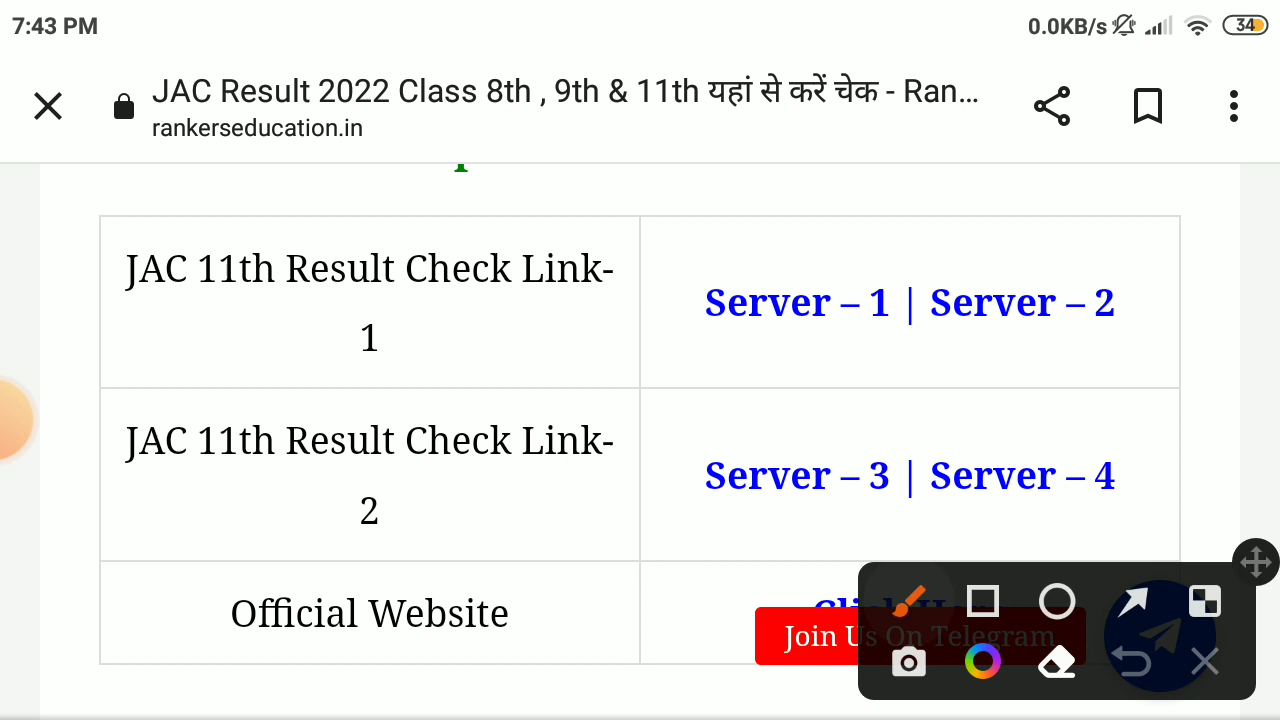 7:43 PM
0.0KB/s
34
JAC Result 2022 Class 8th , 9th & 11th यहां से करें चेक - Ran...
rankerseducation.in
JAC 11th Result Check Link-
1
Server – 1 | Server – 2
JAC 11th Result Check Link-
2
Server – 3 | Server – 4
Official Website
Join Us On Telegram